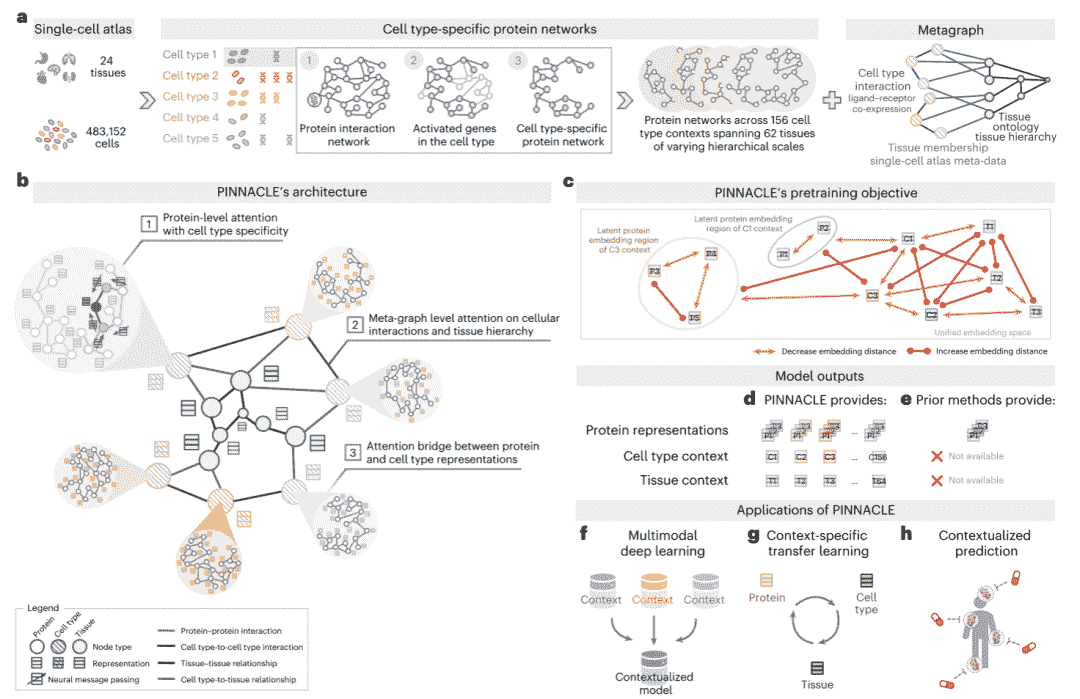 a
Single-cell atlas
24
tissues
483,152
cells
Cell type-specific protein networks
Cell type 1
Cell type 2
Cell type 3
Cell type 4
Cell type 5
1
Protein interaction
network
2
Activated genes
in the cell type
3
Cell type-specific
protein network
Protein networks across 156 cell
type contexts spanning 62 tissues
of varying hierarchical scales
Metagraph
Cell type
interaction
ligand–receptor
co-expression
Tissue
ontology
tissue hierarchy
Tissue membership
single-cell atlas meta-data
b
PINNACLE's architecture
1
Protein-level attention
with cell type specificity
2
Meta-graph level attention on cellular
interactions and tissue hierarchy
3
Attention bridge between protein
and cell type representations
Legend
Protein
Cell type
Tissue
Node type
Representation
Neural message passing
Protein–protein interaction
Cell type-to-cell type interaction
Tissue–tissue relationship
Cell type-to-tissue relationship
c
PINNACLE's pretraining objective
Latent protein
embedding region
of C3 context
Latent protein embedding
region of C1 context
P1
P2
P3
P4
P5
C1
C2
C3
T1
T2
T3
Unified embedding space
Decrease embedding distance
Increase embedding distance
Model outputs
d PINNACLE provides:
e Prior methods provide:
Protein representations
P1 P3 P1 P3 P1 P3 ... P1 P3
P1 P3
Cell type context
C1 C2 C3 ... C156
Not available
Tissue context
T1 T2 T3 ... T64
Not available
Applications of PINNACLE
f Multimodal
deep learning
Context Context Context
Contextualized
model
g Context-specific
transfer learning
Protein
Cell
type
Tissue
h Contextualized
prediction